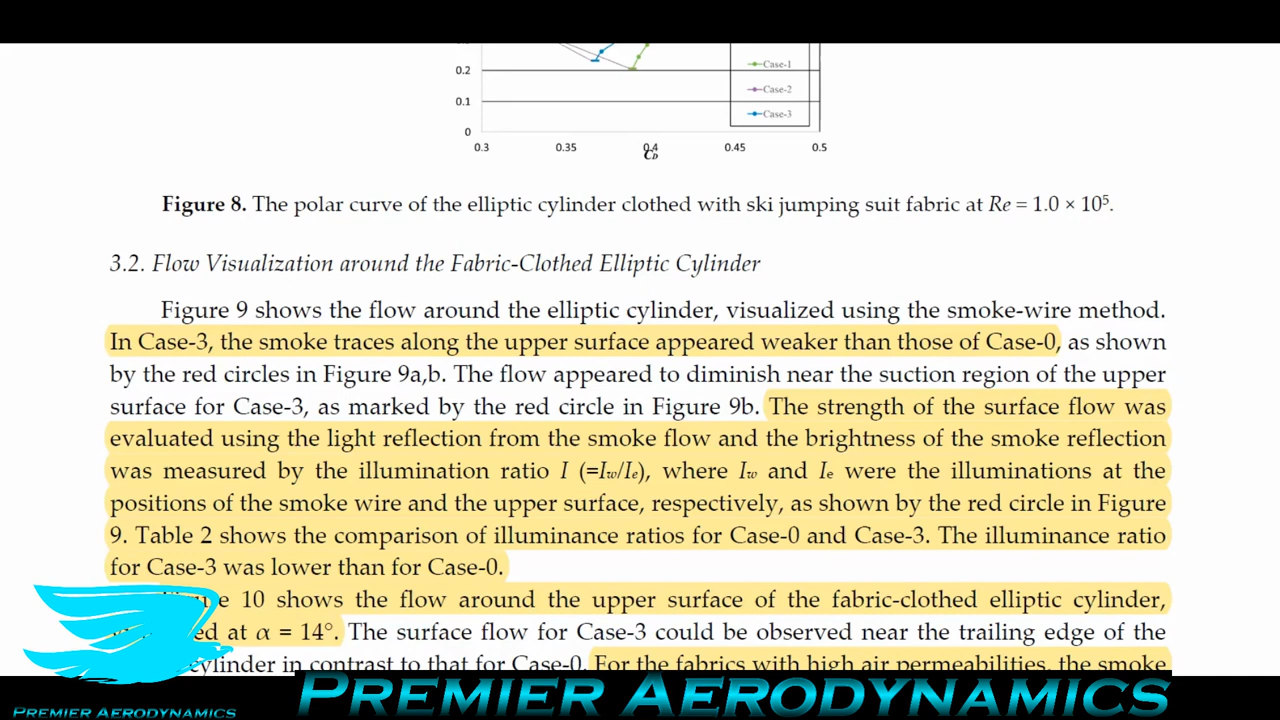 0.2
0.1
0
0.3 0.35 0.4 0.45 0.5
C_D
Case-1
Case-2
Case-3
Figure 8. The polar curve of the elliptic cylinder clothed with ski jumping suit fabric at Re = 1.0 × 10⁵.
3.2. Flow Visualization around the Fabric-Clothed Elliptic Cylinder
Figure 9 shows the flow around the elliptic cylinder, visualized using the smoke-wire method.
In Case-3, the smoke traces along the upper surface appeared weaker than those of Case-0, as shown
by the red circles in Figure 9a,b. The flow appeared to diminish near the suction region of the upper
surface for Case-3, as marked by the red circle in Figure 9b. The strength of the surface flow was
evaluated using the light reflection from the smoke flow and the brightness of the smoke reflection
was measured by the illumination ratio I (=Iw/Ie), where Iw and Ie were the illuminations at the
positions of the smoke wire and the upper surface, respectively, as shown by the red circle in Figure
9. Table 2 shows the comparison of illuminance ratios for Case-0 and Case-3. The illuminance ratio
for Case-3 was lower than for Case-0.
10 shows the flow around the upper surface of the fabric-clothed elliptic cylinder,
at α = 14°. The surface flow for Case-3 could be observed near the trailing edge of the
cylinder in contrast to that for Case-0. For the fabrics with high air permeabilities, the smoke
PREMIER AERODYNAMICS
PREMIER AERODYNAMICS